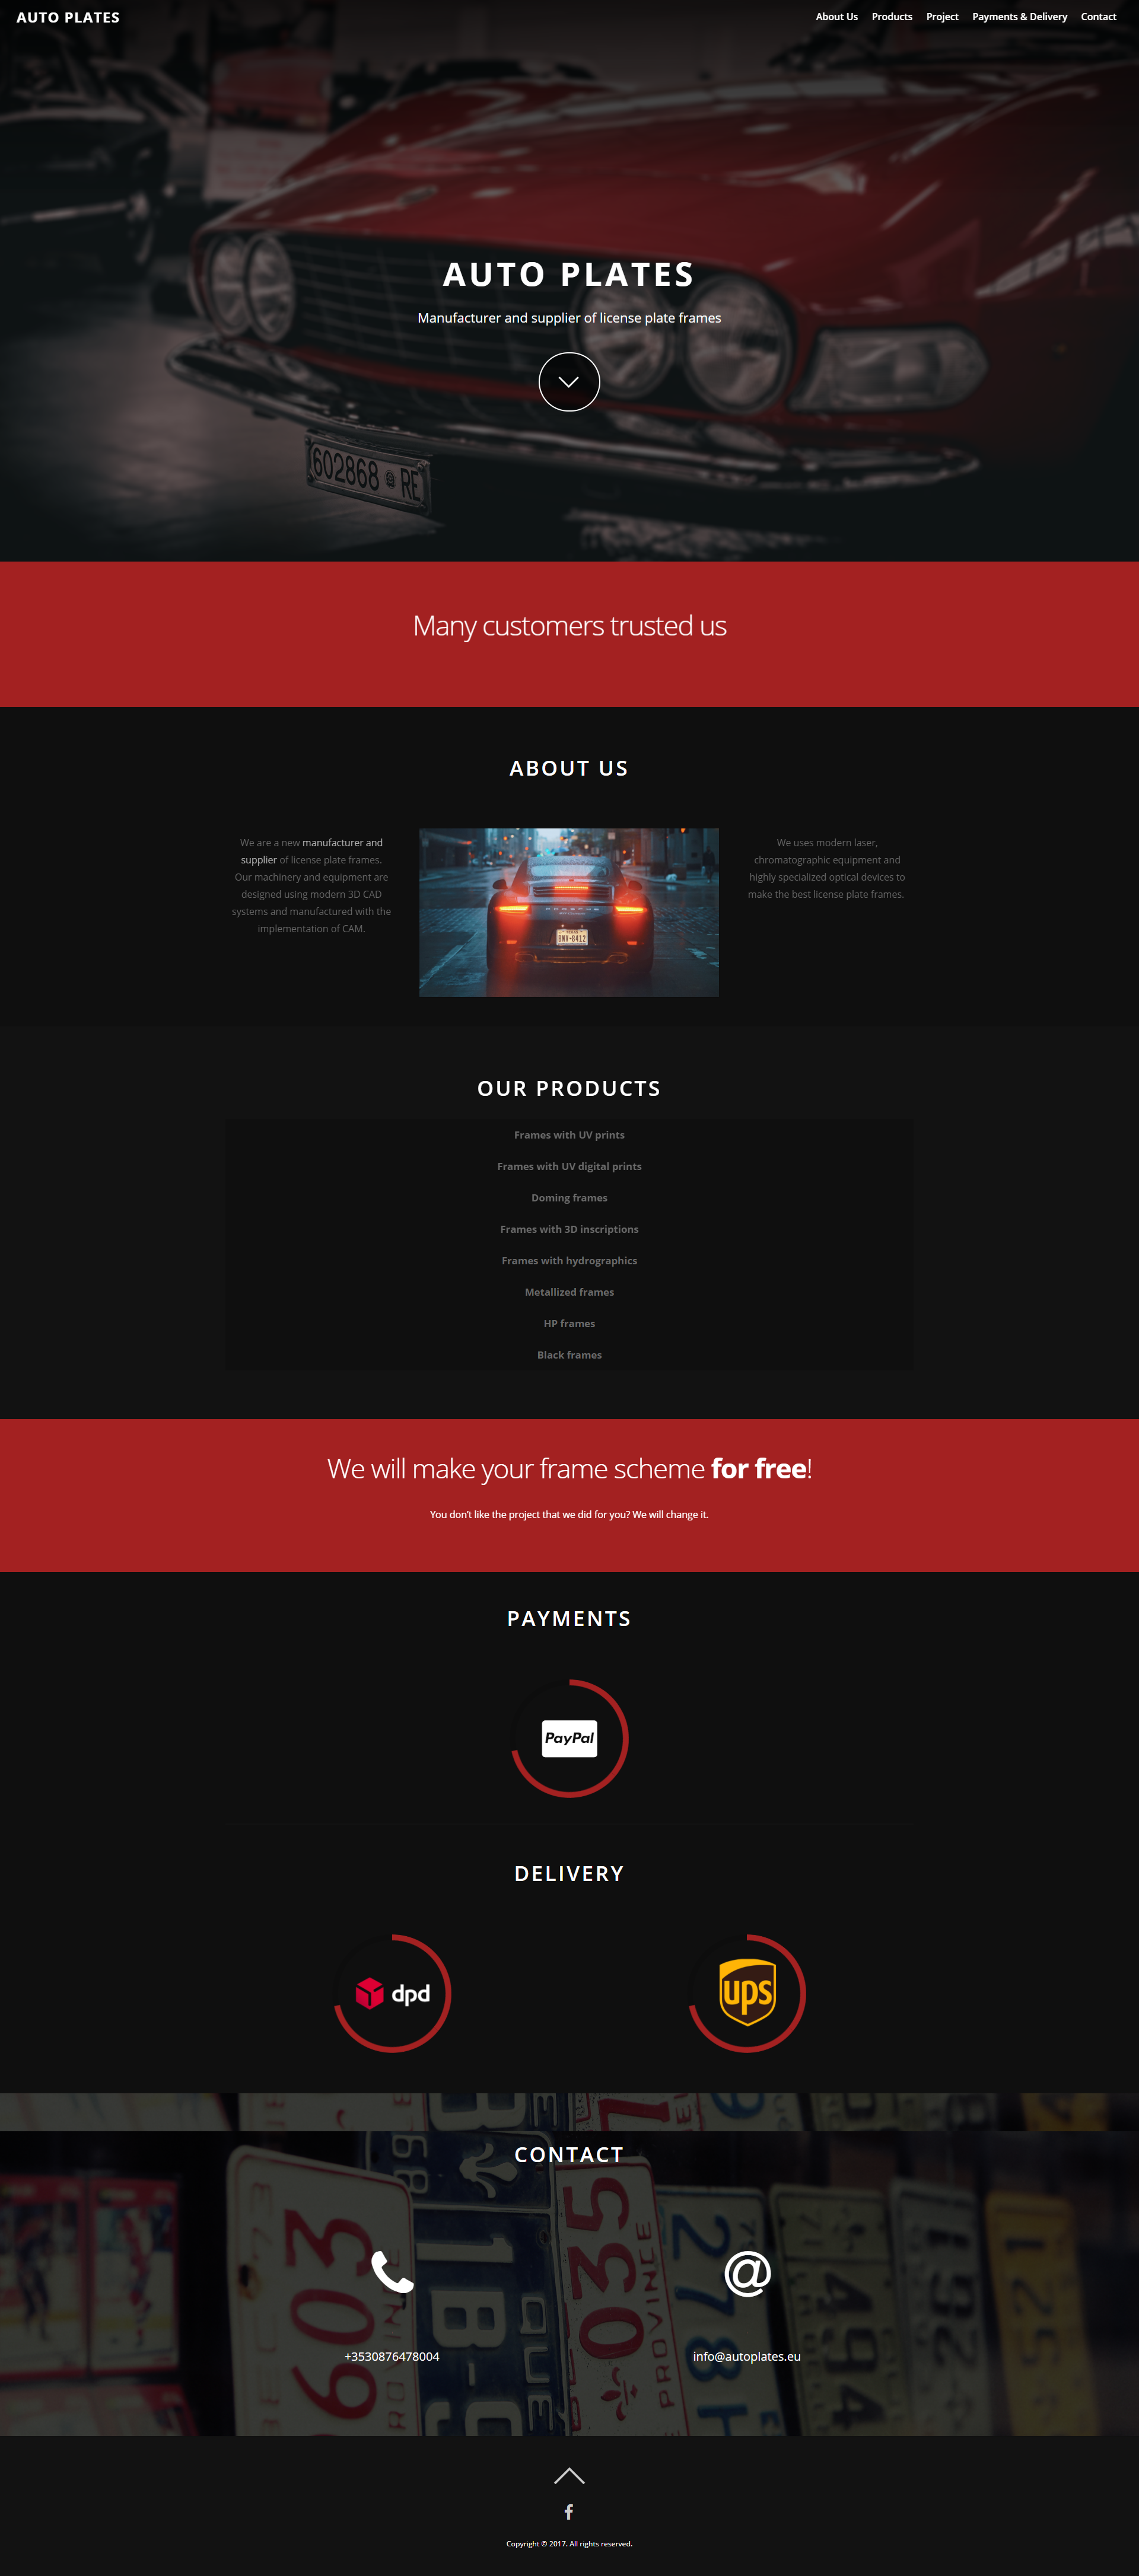 AUTO PLATES
About Us
Products
Project
Payments & Delivery
Contact
AUTO PLATES
Manufacturer and supplier of license plate frames
602868 RE
Many customers trusted us
ABOUT US
We are a new manufacturer and
supplier of license plate frames.
Our machinery and equipment are
designed using modern 3D CAD
systems and manufactured with the
implementation of CAM.
We uses modern laser,
chromatographic equipment and
highly specialized optical devices to
make the best license plate frames.
OUR PRODUCTS
Frames with UV prints
Frames with UV digital prints
Doming frames
Frames with 3D inscriptions
Frames with hydrographics
Metallized frames
HP frames
Black frames
We will make your frame scheme for free!
You don't like the project that we did for you? We will change it.
PAYMENTS
PayPal
DELIVERY
dpd
ups
CONTACT
603
035
PROVINCE
+3530876478004
info@autoplates.eu
Copyright © 2017. All rights reserved.